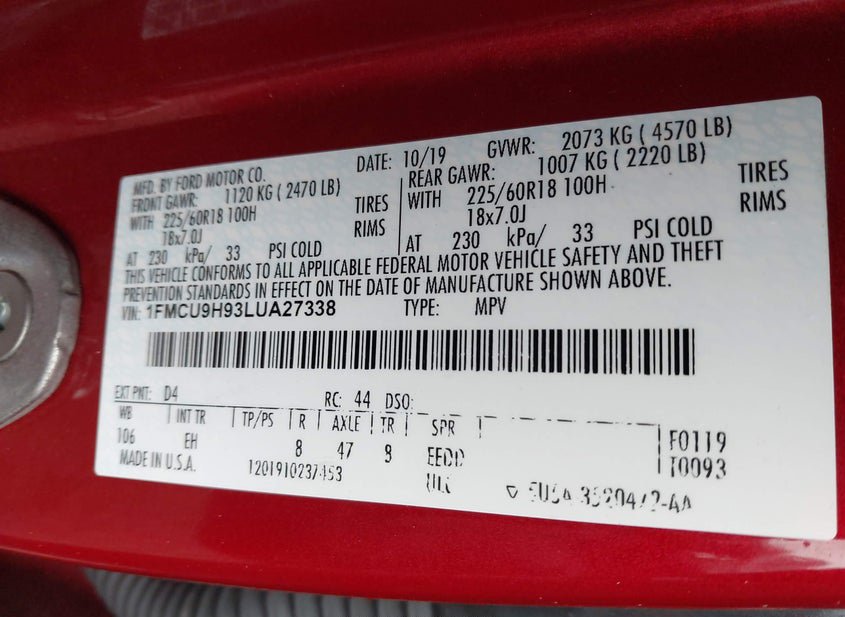 MFD. BY FORD MOTOR CO. DATE: 10/19 GVWR: 2073 KG ( 4570 LB)
FRONT GAWR: 1120 KG ( 2470 LB) REAR GAWR: 1007 KG ( 2220 LB)
WITH 225/60R18 100H TIRES WITH 225/60R18 100H TIRES
18x7.0J RIMS 18x7.0J RIMS
AT 230 kPa/ 33 PSI COLD AT 230 kPa/ 33 PSI COLD
THIS VEHICLE CONFORMS TO ALL APPLICABLE FEDERAL MOTOR VEHICLE SAFETY AND THEFT
PREVENTION STANDARDS IN EFFECT ON THE DATE OF MANUFACTURE SHOWN ABOVE.
VIN: 1FMCU9H93LUA27338 TYPE: MPV
EXT PNT: D4 RC: 44 DSO:
WB INT TR TP/PS R AXLE TR SPR
106 EH 8 47 8 EEDD F0119
MADE IN U.S.A. 1201910237453 T0093